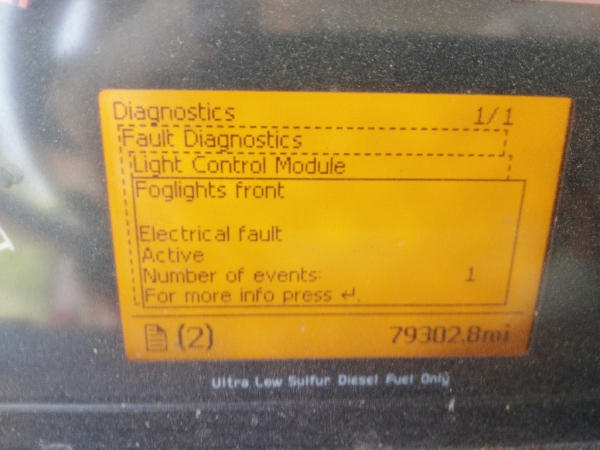 Diagnostics 1/1
Fault Diagnostics
Light Control Module
Foglights front
Electrical fault
Active
Number of events: 1
For more info press ↵.
(2) 79302.8mi
Ultra Low Sulfur Diesel Fuel Only